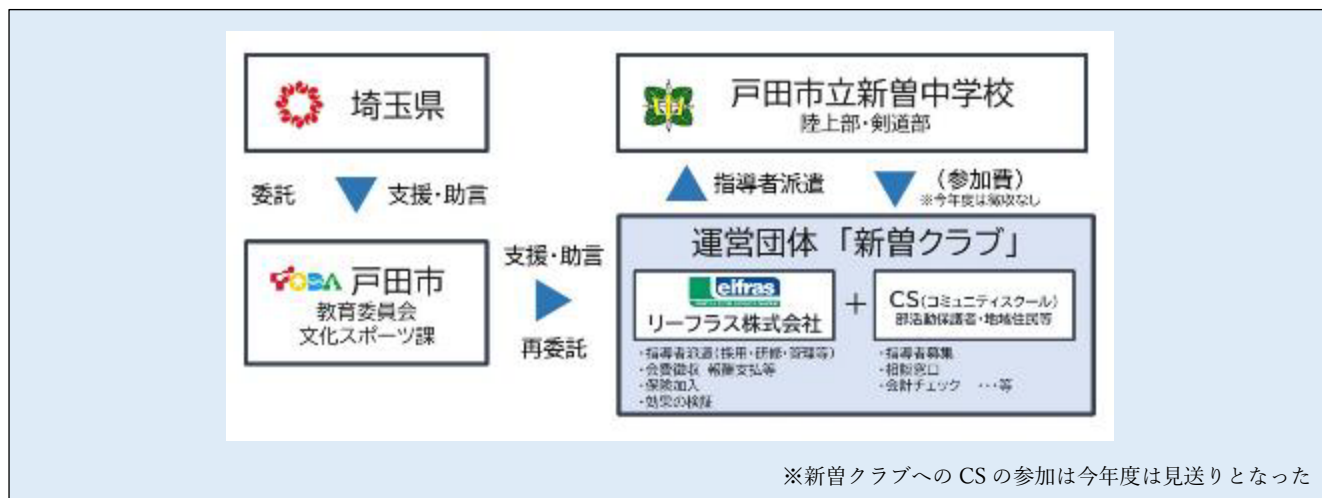 埼玉県
委託
支援・助言
TODA 戸田市
教育委員会
文化スポーツ課
支援・助言
再委託
戸田市立新曽中学校
陸上部・剣道部
指導者派遣
(参加費)
※今年度は徴収なし
運営団体「新曽クラブ」
Leifras
リーフラス株式会社
・指導者派遣(採用・研修・管理等)
・会費徴収 報酬支払等
・保険加入
・効果の検証
+
CS(コミュニティスクール)
部活動保護者・地域住民等
・指導者募集
・相談窓口
・会計チェック …等
※新曽クラブへの CS の参加は今年度は見送りとなった